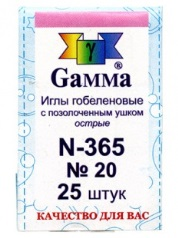 γ
®
Gamma
Иглы гобеленовые
с позолоченным ушком
острые
N-365
№ 20
25 штук
КАЧЕСТВО ДЛЯ ВАС